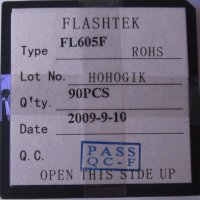 FLASHTEK
Type FL605F ROHS
Lot No. HOHOGIK
Q'ty. 90PCS
Date 2009-9-10
Q.C. PASS
QC-F
OPEN THIS SIDE UP